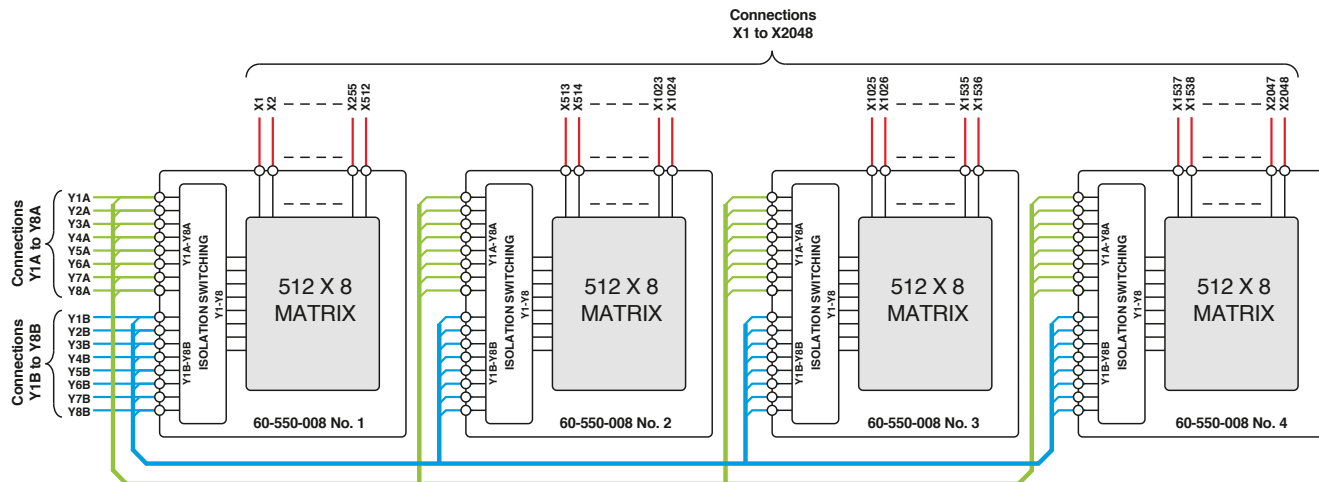 Connections
X1 to X2048
X1
X2
X255
X512
X513
X514
X1023
X1024
X1025
X1026
X1535
X1536
X1537
X1538
X2047
X2048
Connections
Y1A to Y8A
Y1A
Y2A
Y3A
Y4A
Y5A
Y6A
Y7A
Y8A
Connections
Y1B to Y8B
Y1B
Y2B
Y3B
Y4B
Y5B
Y6B
Y7B
Y8B
Y1A-Y8A
Y1B-Y8B
ISOLATION SWITCHING
Y1-Y8
512 X 8
MATRIX
60-550-008 No. 1
Y1A-Y8A
Y1B-Y8B
ISOLATION SWITCHING
Y1-Y8
512 X 8
MATRIX
60-550-008 No. 2
Y1A-Y8A
Y1B-Y8B
ISOLATION SWITCHING
Y1-Y8
512 X 8
MATRIX
60-550-008 No. 3
Y1A-Y8A
Y1B-Y8B
ISOLATION SWITCHING
Y1-Y8
512 X 8
MATRIX
60-550-008 No. 4